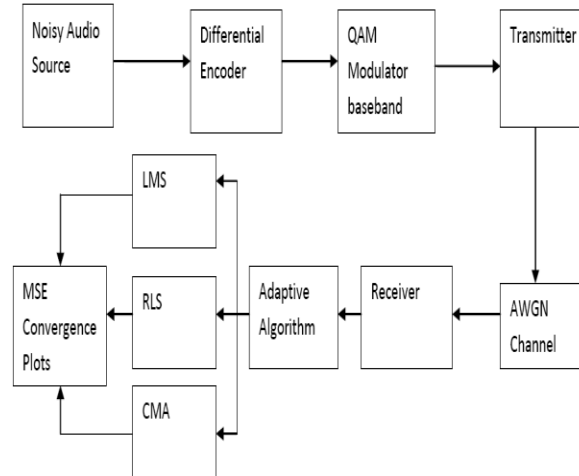 Noisy Audio
Source
Differential
Encoder
QAM
Modulator
baseband
Transmitter
LMS
MSE
Convergence
Plots
RLS
Adaptive
Algorithm
Receiver
AWGN
Channel
CMA